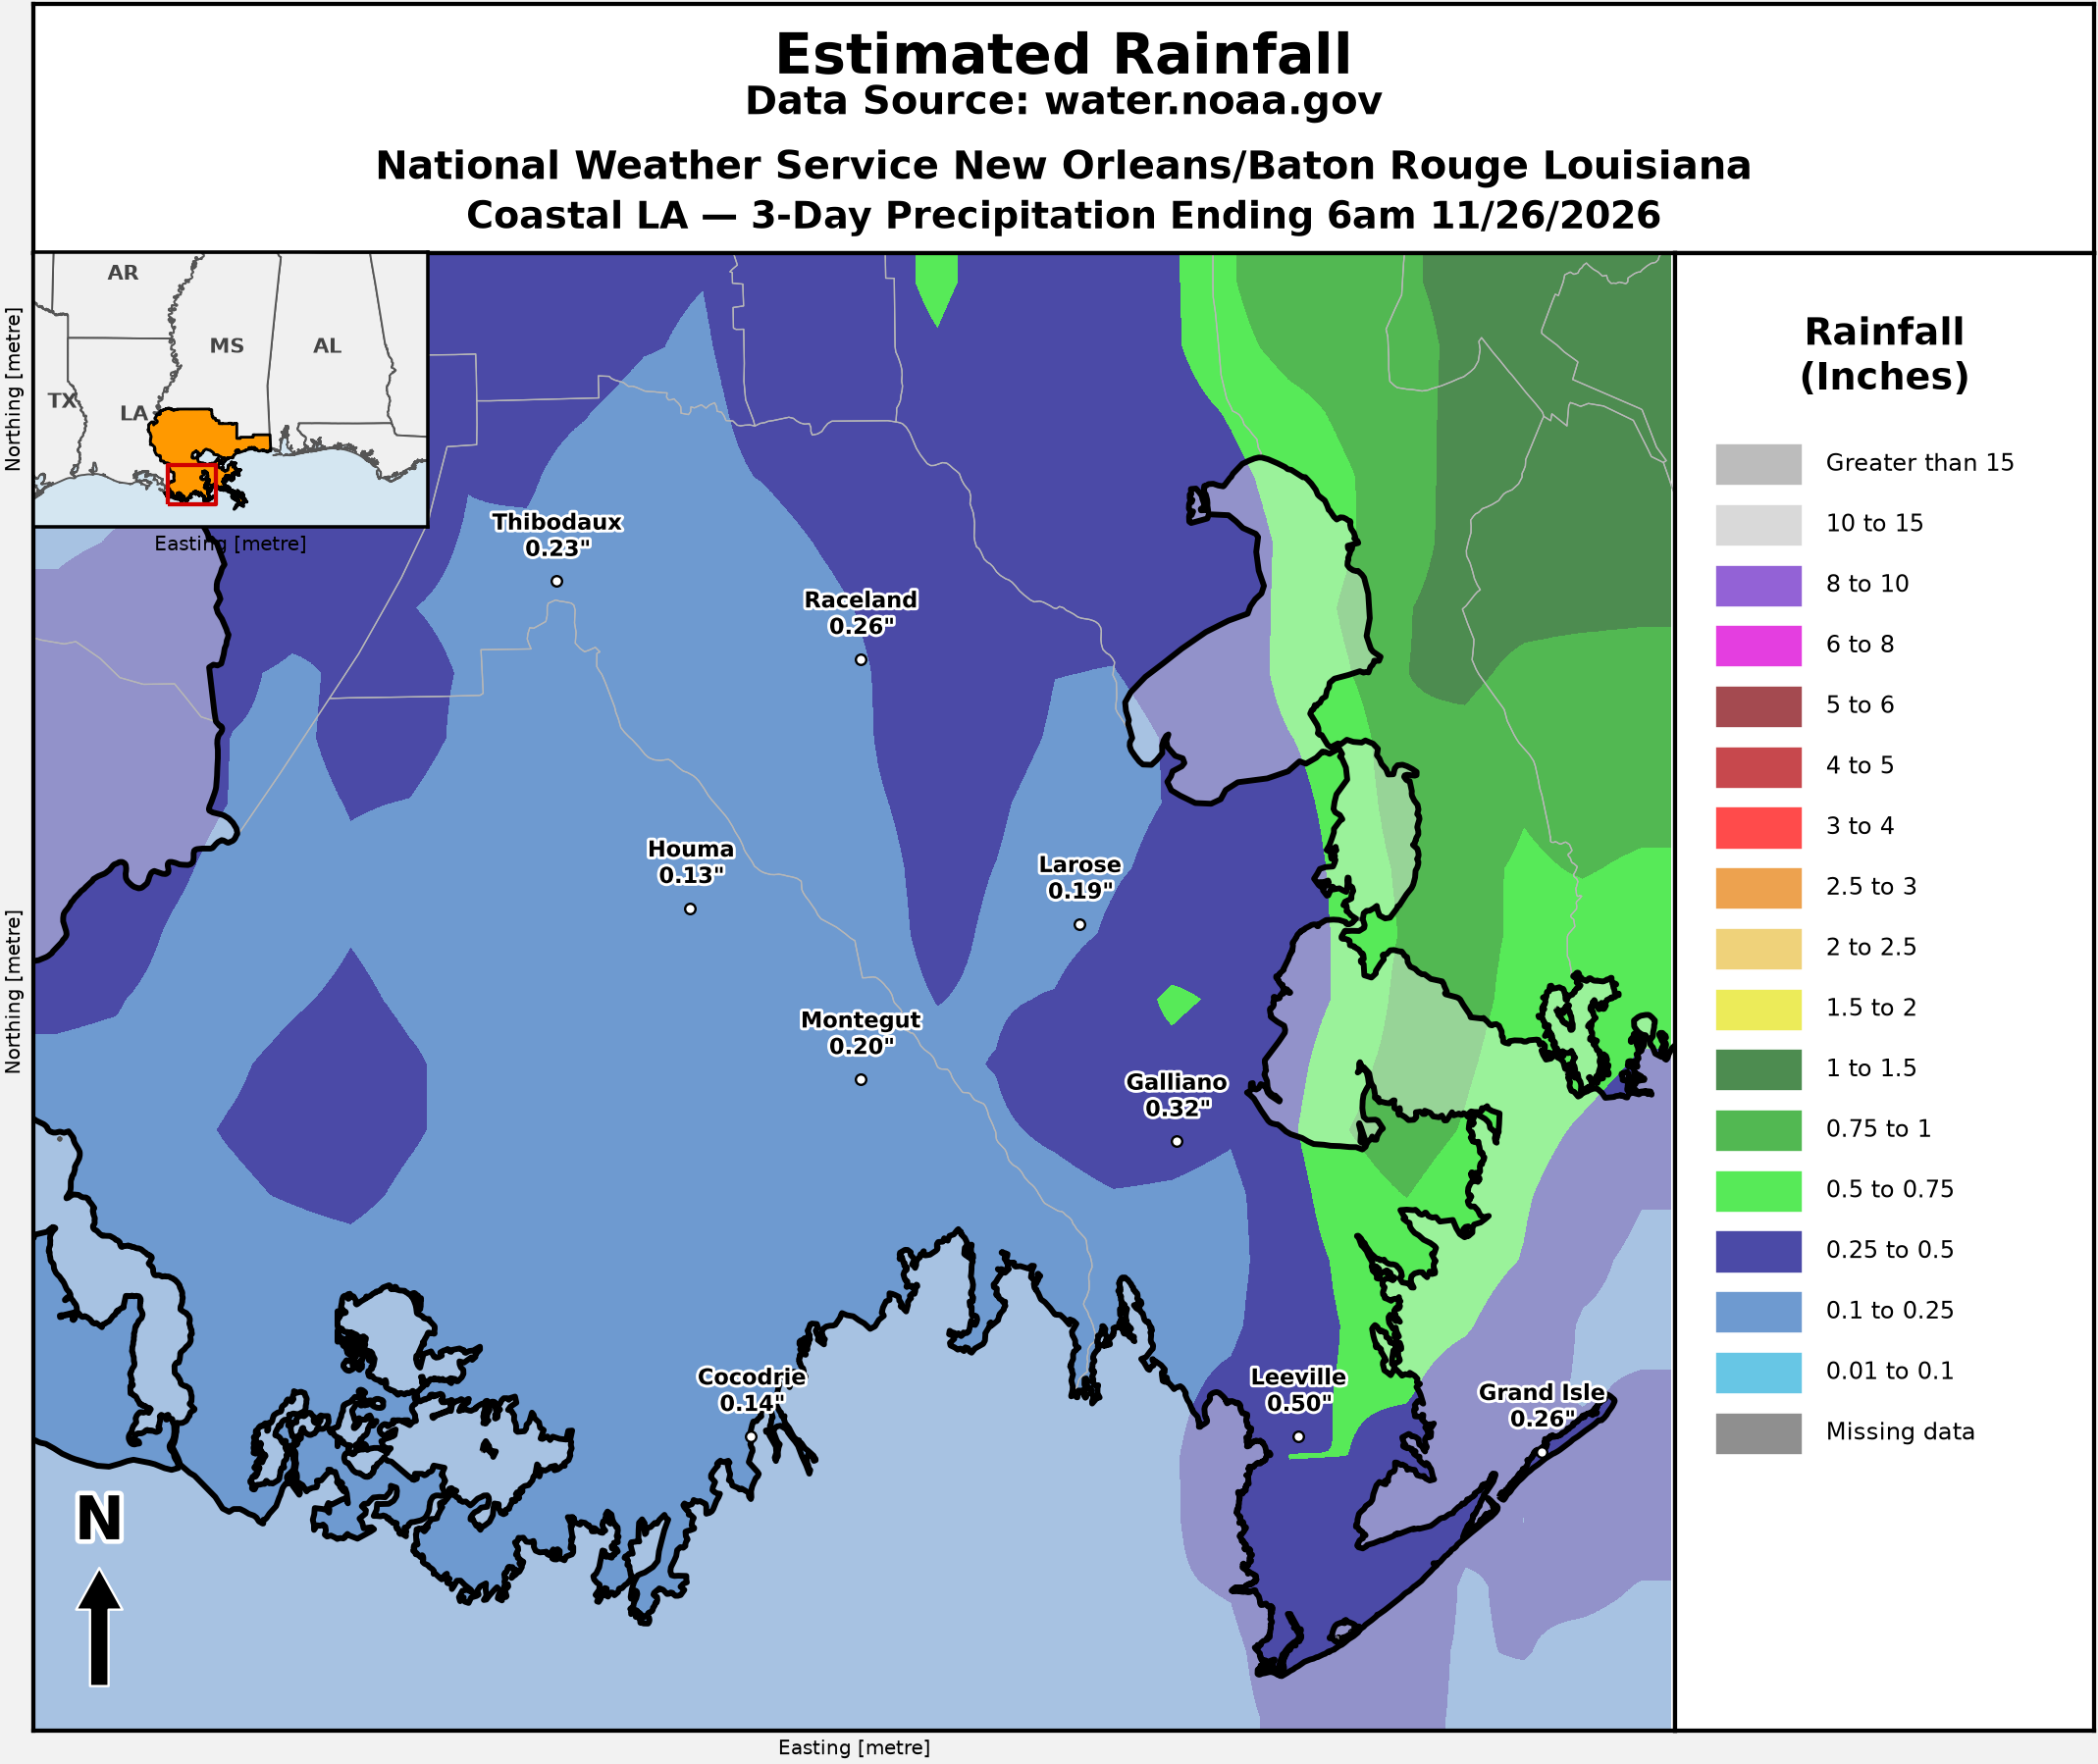 Estimated Rainfall
Data Source: water.noaa.gov
National Weather Service New Orleans/Baton Rouge Louisiana
Coastal LA — 3-Day Precipitation Ending 6am 11/26/2026
Northing [metre]
AR
MS
AL
TX
LA
Easting [metre]
Thibodaux
0.23"
Raceland
0.26"
Houma
0.13"
Larose
0.19"
Montegut
0.20"
Galliano
0.32"
Cocodrie
0.14"
Leeville
0.50"
Grand Isle
0.26"
N
Northing [metre]
Easting [metre]
Rainfall
(Inches)
Greater than 15
10 to 15
8 to 10
6 to 8
5 to 6
4 to 5
3 to 4
2.5 to 3
2 to 2.5
1.5 to 2
1 to 1.5
0.75 to 1
0.5 to 0.75
0.25 to 0.5
0.1 to 0.25
0.01 to 0.1
Missing data